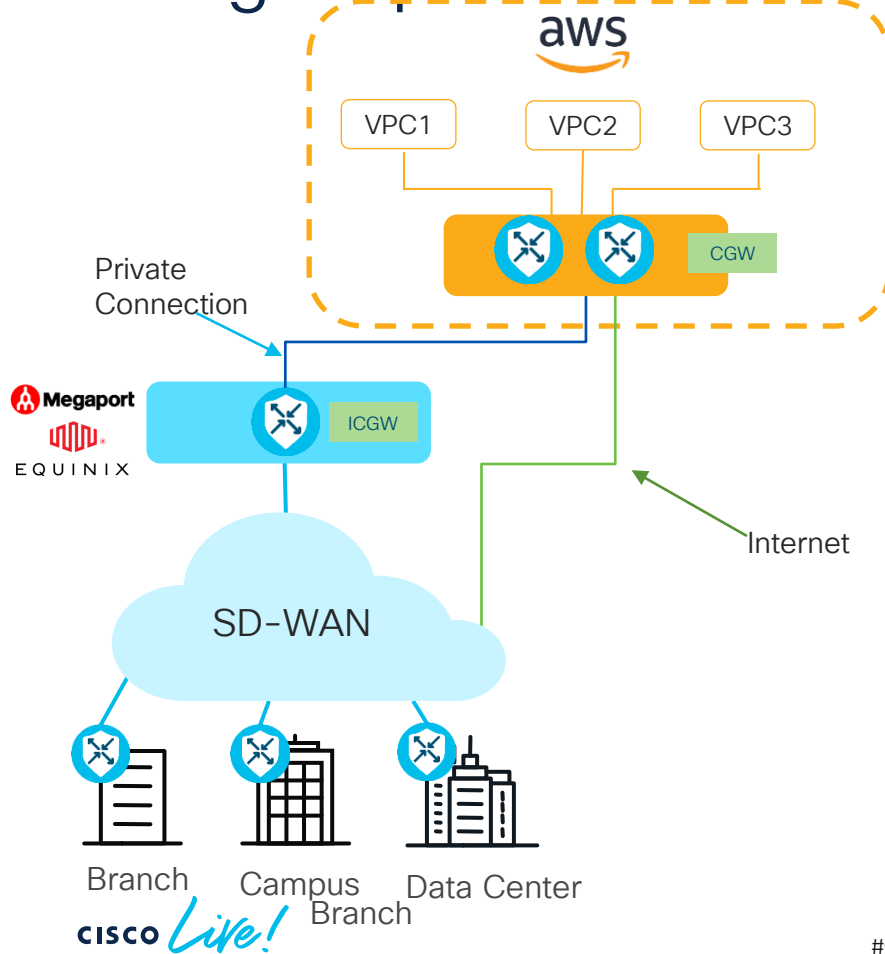 aws
VPC1
VPC2
VPC3
CGW
Private
Connection
Megaport
EQUINIX
ICGW
Internet
SD-WAN
Branch
Campus
Branch
Data Center
CISCO Live!
#